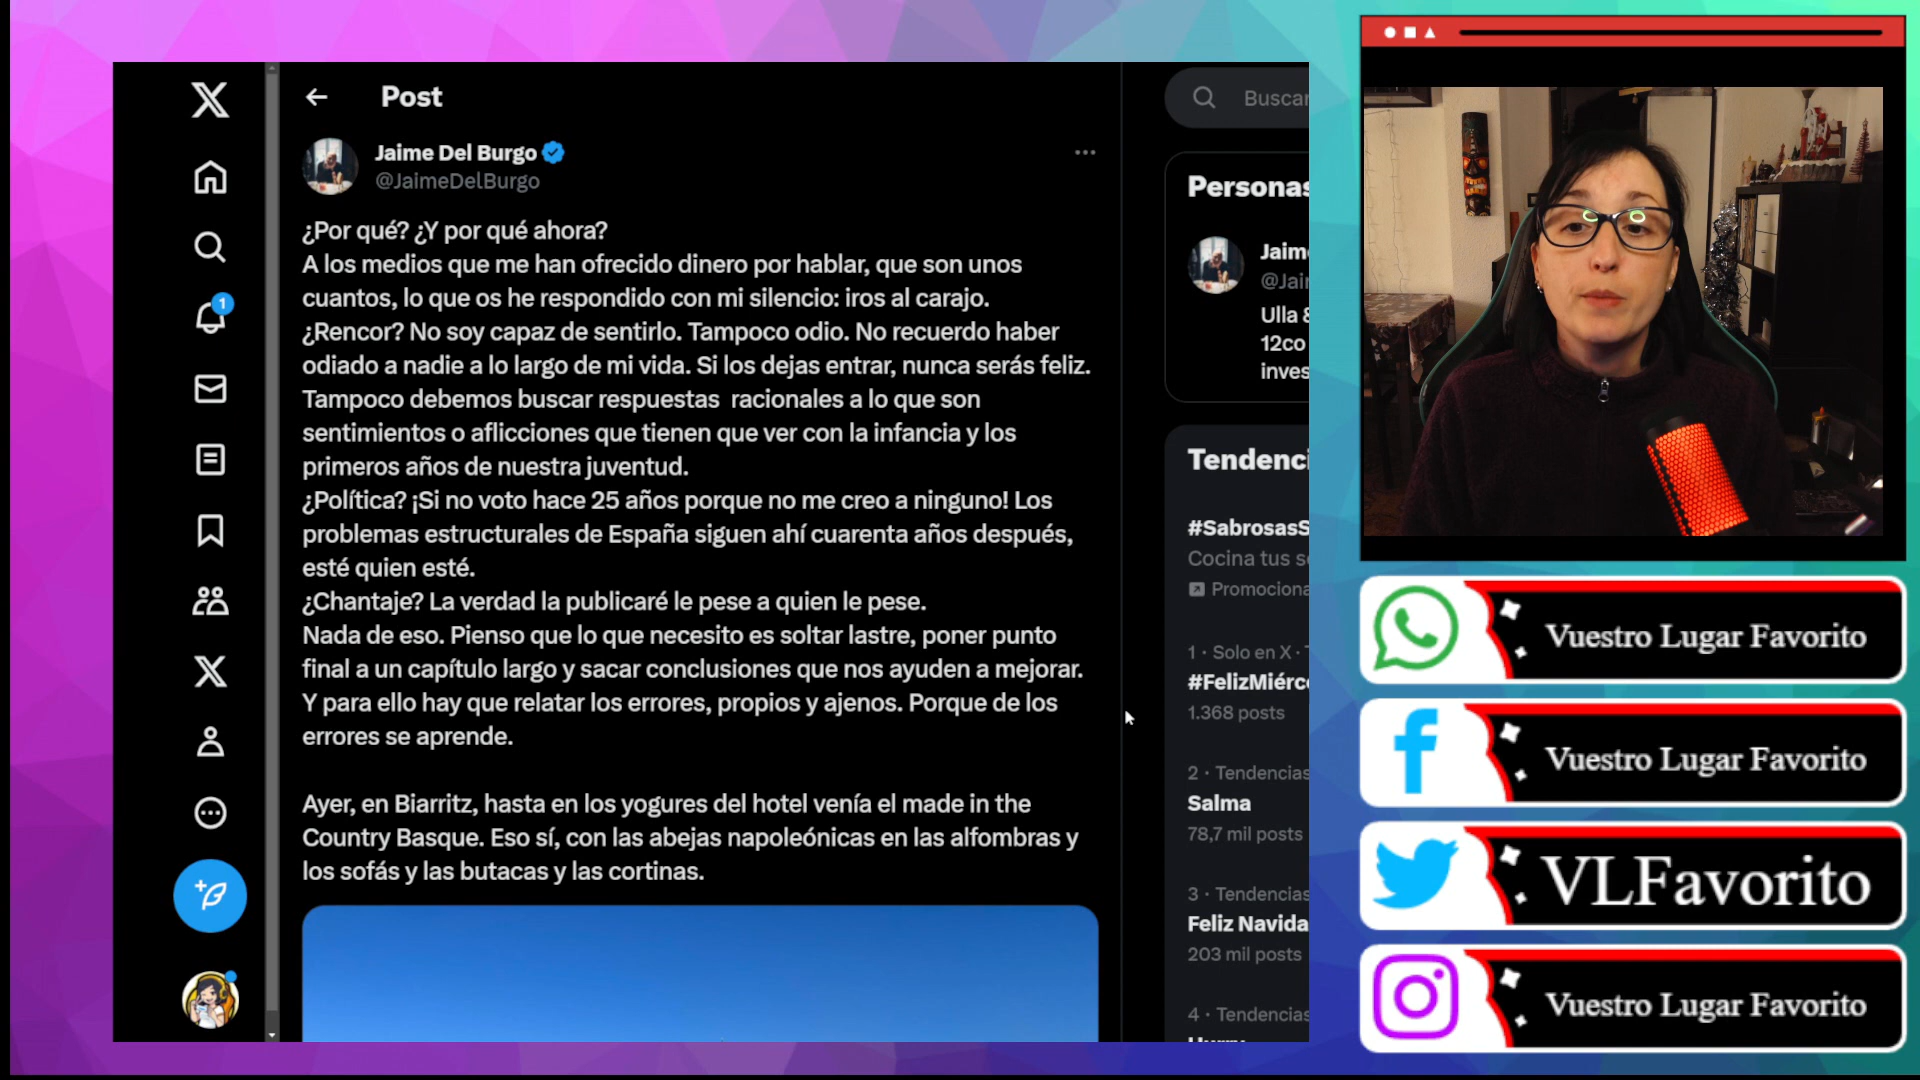 Post
Jaime Del Burgo
@JaimeDelBurgo
¿Por qué? ¿Y por qué ahora?
A los medios que me han ofrecido dinero por hablar, que son unos
cuantos, lo que os he respondido con mi silencio: iros al carajo.
¿Rencor? No soy capaz de sentirlo. Tampoco odio. No recuerdo haber
odiado a nadie a lo largo de mi vida. Si los dejas entrar, nunca serás feliz.
Tampoco debemos buscar respuestas racionales a lo que son
sentimientos o aflicciones que tienen que ver con la infancia y los
primeros años de nuestra juventud.
¿Política? ¡Si no voto hace 25 años porque no me creo a ninguno! Los
problemas estructurales de España siguen ahí cuarenta años después,
esté quien esté.
¿Chantaje? La verdad la publicaré le pese a quien le pese.
Nada de eso. Pienso que lo que necesito es soltar lastre, poner punto
final a un capítulo largo y sacar conclusiones que nos ayuden a mejorar.
Y para ello hay que relatar los errores, propios y ajenos. Porque de los
errores se aprende.
Ayer, en Biarritz, hasta en los yogures del hotel venía el made in the
Country Basque. Eso sí, con las abejas napoleónicas en las alfombras y
los sofás y las butacas y las cortinas.
1
Buscar
Personas
Jaim
@Jai
Ulla &
12co
inves
Tendenci
#SabrosasS
Cocina tus s
Promociona
1 · Solo en X · T
#FelizMiérc
1.368 posts
2 · Tendencias
Salma
78,7 mil posts
3 · Tendencias
Feliz Navida
203 mil posts
4 · Tendencias
Vuestro Lugar Favorito
Vuestro Lugar Favorito
VLFavorito
Vuestro Lugar Favorito